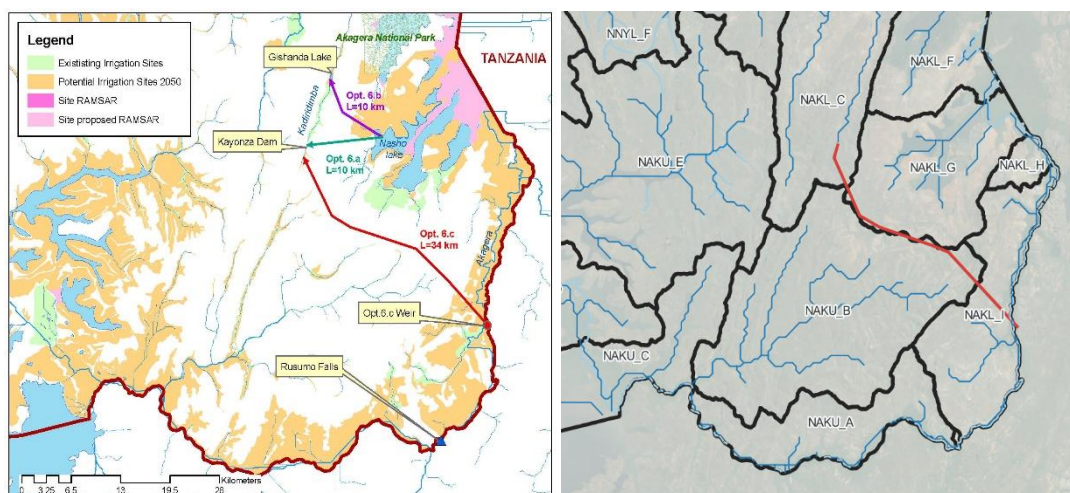 Legend
Exististing Irrigation Sites
Potential Irrigation Sites 2050
Site RAMSAR
Site proposed RAMSAR
Akagera National Park
TANZANIA
Gishanda Lake
Kadiridimba
Opt. 6.b
L=10 km
Kayonza Dam
Nasho
lake
Opt. 6.a
L=10 km
Opt. 6.c
L=34 km
Akagera
Opt.6.c Weir
Rusumo Falls
0 3.25 6.5 13 19.5 26
Kilometers
NNYL_F
NAKL_F
NAKL_C
NAKU_E
NAKL_G
NAKL_H
NAKU_B
NAKL_I
NAKU_C
NAKU_A